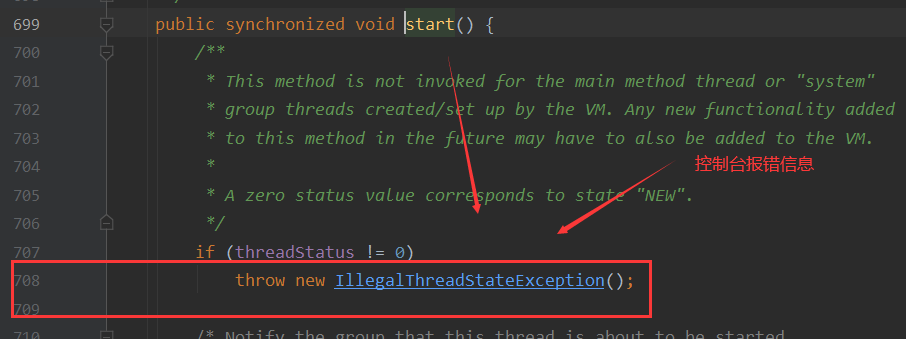 699 public synchronized void start() {
700 /**
701 * This method is not invoked for the main method thread or "system"
702 * group threads created/set up by the VM. Any new functionality added
703 * to this method in the future may have to also be added to the VM.
704 *
控制台报错信息
705 * A zero status value corresponds to state "NEW".
706 */
707 if (threadStatus != 0)
708 throw new IllegalThreadStateException();
709
710 /* Notify the group that this thread is about to be started